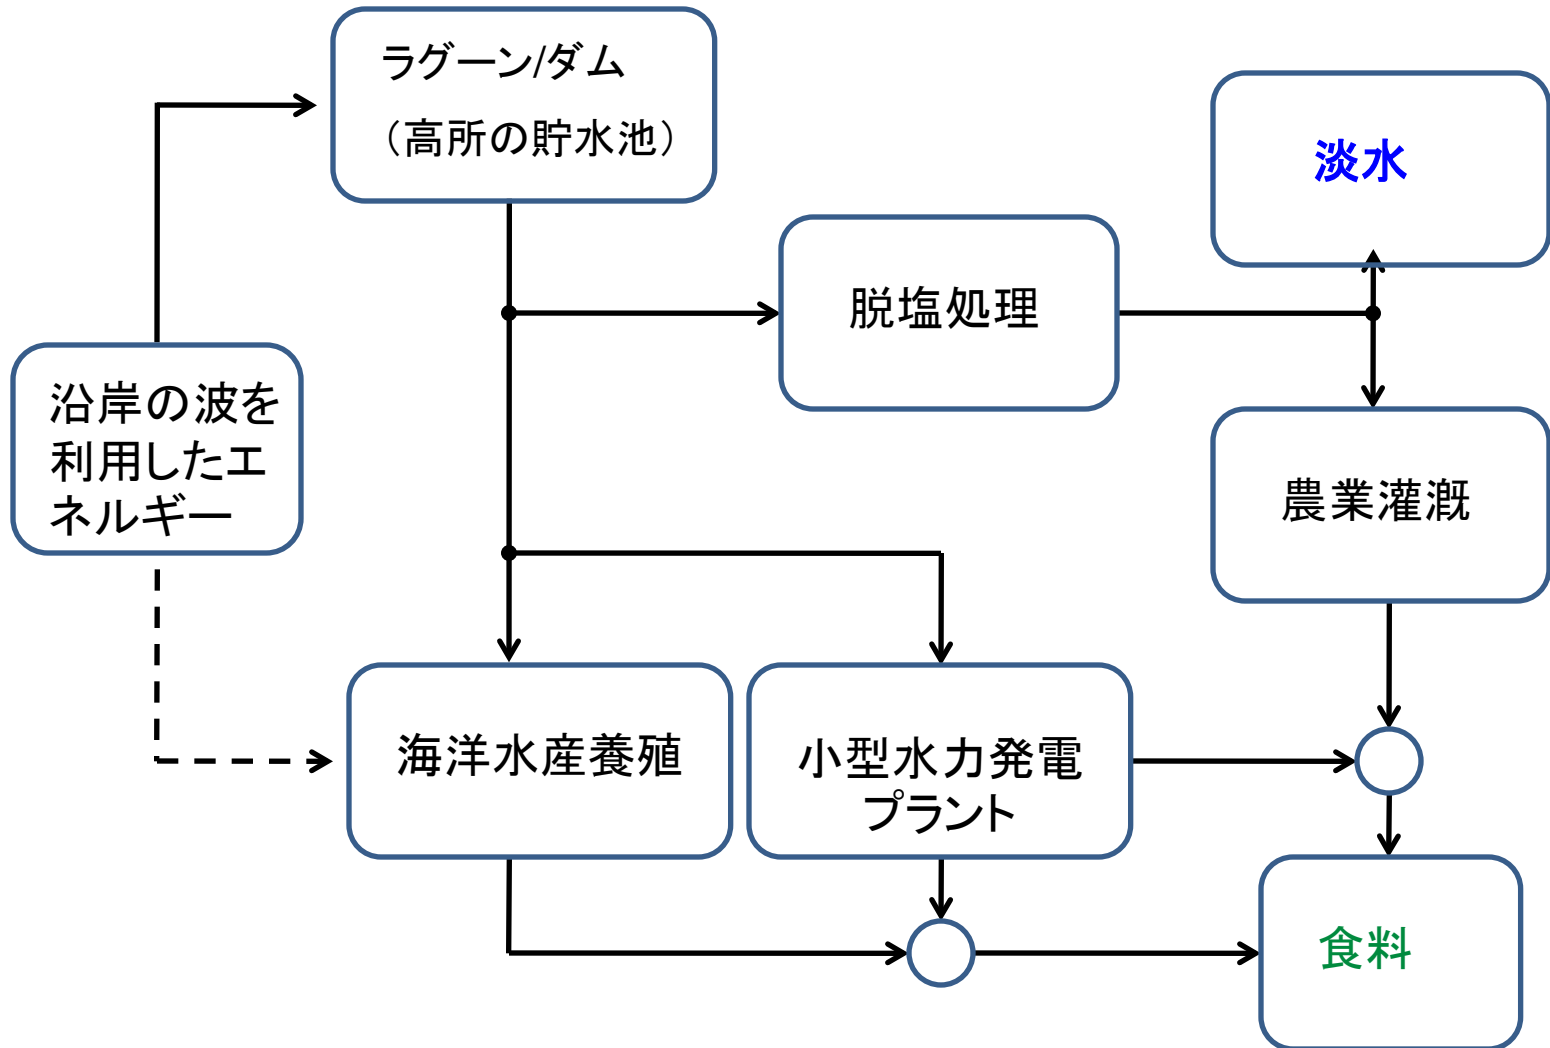 ラグーン/ダム
（高所の貯水池）
淡水
脱塩処理
沿岸の波を
利用したエ
ネルギー
農業灌漑
海洋水産養殖
小型水力発電
プラント
食料